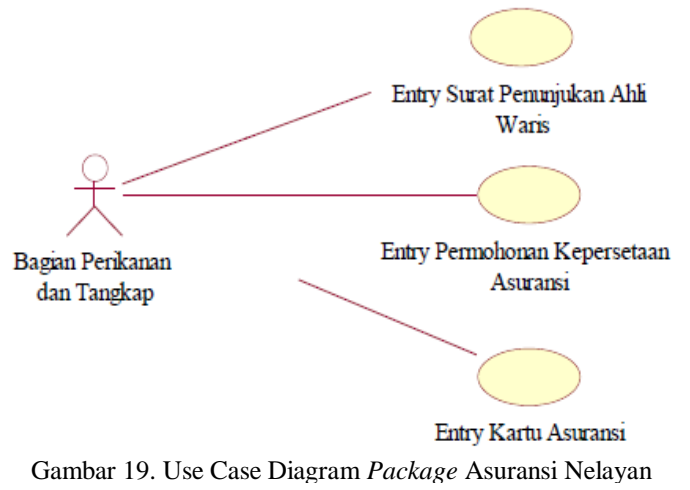 Entry Surat Penunjukan Ahli
Waris
Bagian Perikanan
dan Tangkap
Entry Permohonan Kepersetaan
Asuransi
Entry Kartu Asuransi
Gambar 19. Use Case Diagram Package Asuransi Nelayan